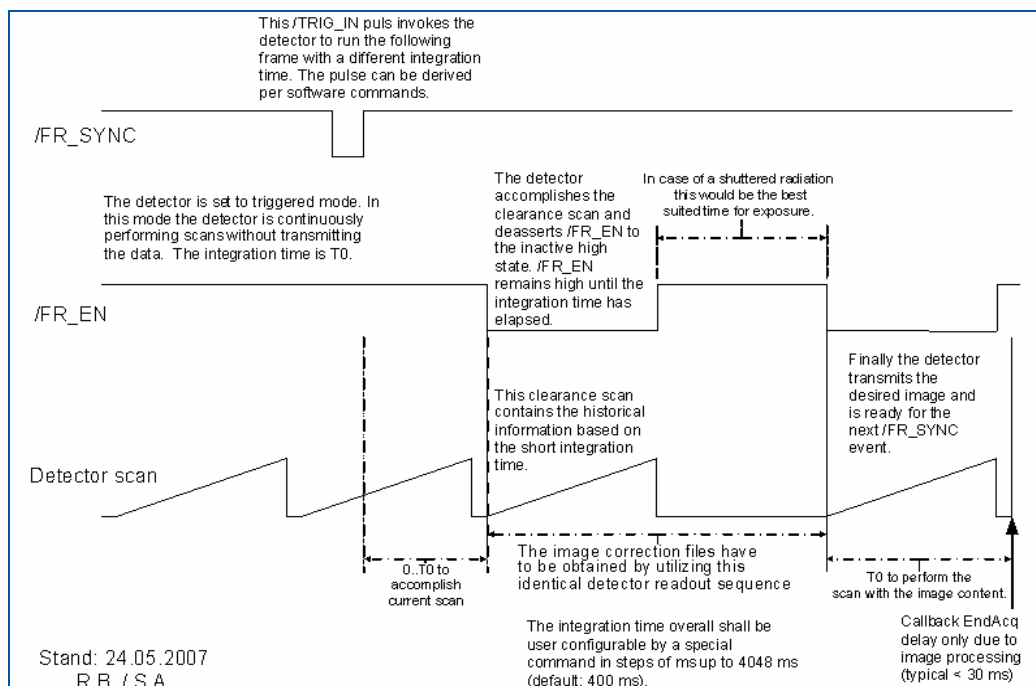 This /TRIG_IN puls invokes the
detector to run the following
frame with a different integration
time. The pulse can be derived
per software commands.
/FR_SYNC
The detector is set to triggered mode. In
this mode the detector is continuously
performing scans without transmitting
the data. The integration time is T0.
The detector
accomplishes the
clearance scan and
deasserts /FR_EN to
the inactive high
state. /FR_EN
remains high until the
integration time has
elapsed.
In case of a shuttered radiation
this would be the best
suited time for exposure.
/FR_EN
This clearance scan
contains the historical
information based on
the short integration
time.
Finally the detector
transmits the
desired image and
is ready for the
next /FR_SYNC
event.
Detector scan
0..T0 to
accomplish
current scan
The image correction files have
to be obtained by utilizing this
identical detector readout sequence
T0 to perform the
scan with the image content.
The integration time overall shall be
user configurable by a special
command in steps of ms up to 4048 ms
(default: 400 ms).
Callback EndAcq
delay only due to
image processing
(typical < 30 ms)
Stand: 24.05.2007
R.B. / S.A.